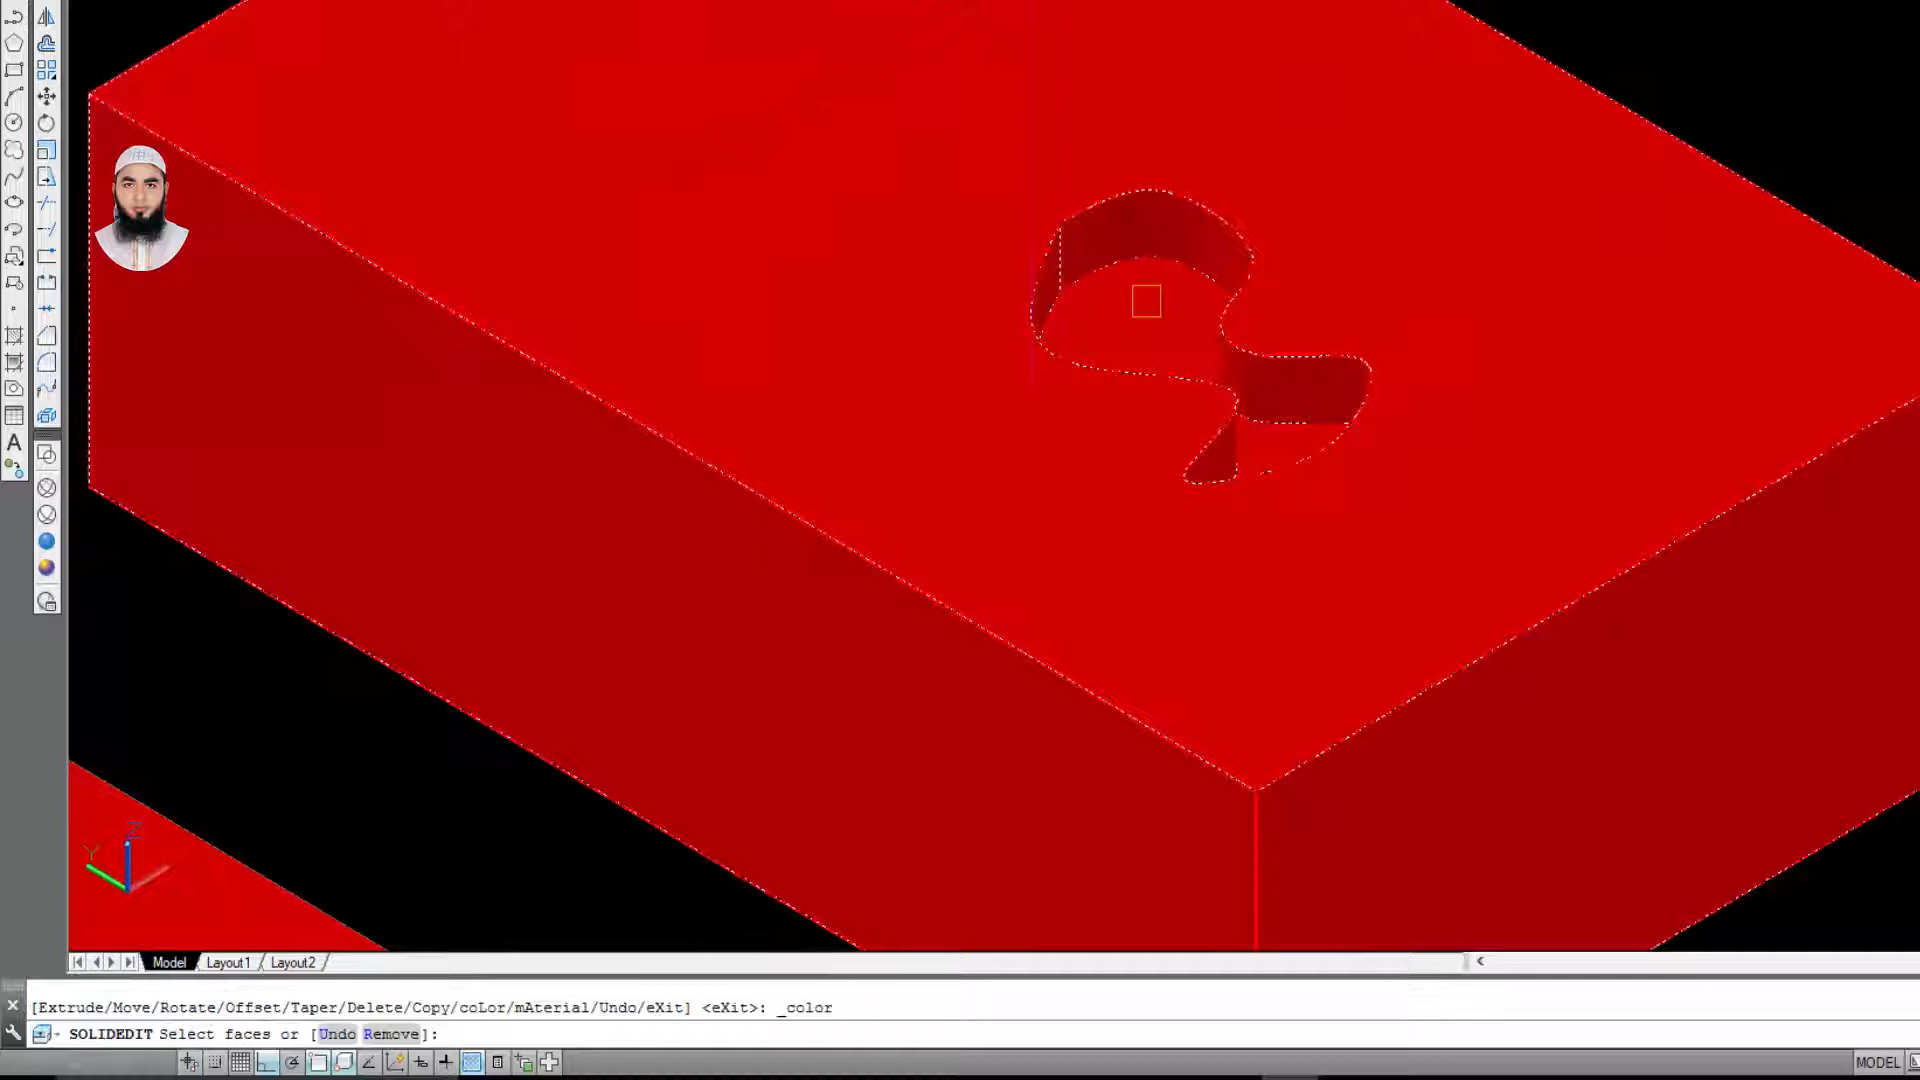 A
Z
Y
Model Layout1 Layout2
[Extrude/Move/Rotate/Offset/Taper/Delete/Copy/coLor/mAterial/Undo/eXit] <eXit>: _color
SOLIDEDIT Select faces or [Undo Remove]:
MODEL